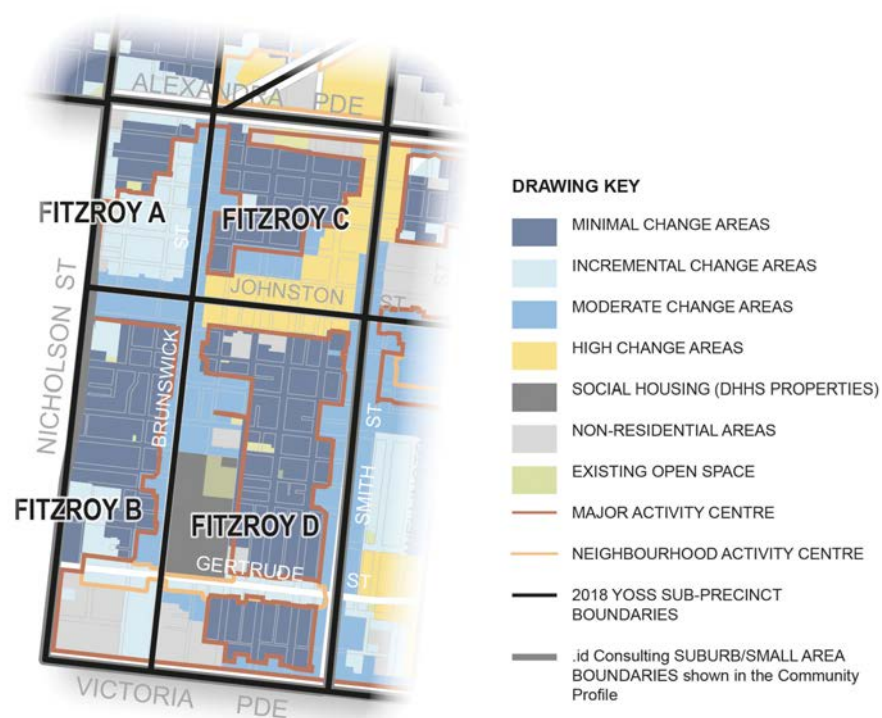 ALEXANDRA PDE
FITZROY A
ST
FITZROY C
NICHOLSON ST
JOHNSTON ST
BRUNSWICK
SMITH ST
FITZROY B
FITZROY D
GERTRUDE ST
VICTORIA PDE
DRAWING KEY
MINIMAL CHANGE AREAS
INCREMENTAL CHANGE AREAS
MODERATE CHANGE AREAS
HIGH CHANGE AREAS
SOCIAL HOUSING (DHHS PROPERTIES)
NON-RESIDENTIAL AREAS
EXISTING OPEN SPACE
MAJOR ACTIVITY CENTRE
NEIGHBOURHOOD ACTIVITY CENTRE
2018 YOSS SUB-PRECINCT
BOUNDARIES
.id Consulting SUBURB/SMALL AREA
BOUNDARIES shown in the Community
Profile